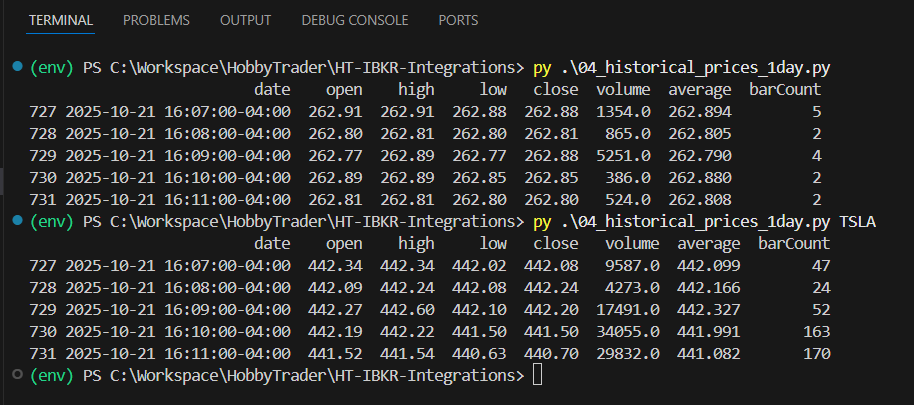 TERMINAL PROBLEMS OUTPUT DEBUG CONSOLE PORTS
(env) PS C:\Workspace\HobbyTrader\HT-IBKR-Integrations> py .\04_historical_prices_1day.py
date open high low close volume average barCount
727 2025-10-21 16:07:00-04:00 262.91 262.91 262.88 262.88 1354.0 262.894 5
728 2025-10-21 16:08:00-04:00 262.80 262.81 262.80 262.81 865.0 262.805 2
729 2025-10-21 16:09:00-04:00 262.77 262.89 262.77 262.88 5251.0 262.790 4
730 2025-10-21 16:10:00-04:00 262.89 262.89 262.85 262.85 386.0 262.880 2
731 2025-10-21 16:11:00-04:00 262.81 262.81 262.80 262.80 524.0 262.808 2
(env) PS C:\Workspace\HobbyTrader\HT-IBKR-Integrations> py .\04_historical_prices_1day.py TSLA
date open high low close volume average barCount
727 2025-10-21 16:07:00-04:00 442.34 442.34 442.02 442.08 9587.0 442.099 47
728 2025-10-21 16:08:00-04:00 442.09 442.24 442.08 442.24 4273.0 442.166 24
729 2025-10-21 16:09:00-04:00 442.27 442.60 442.10 442.20 17491.0 442.327 52
730 2025-10-21 16:10:00-04:00 442.19 442.22 441.50 441.50 34055.0 441.991 163
731 2025-10-21 16:11:00-04:00 441.52 441.54 440.63 440.70 29832.0 441.082 170
(env) PS C:\Workspace\HobbyTrader\HT-IBKR-Integrations>